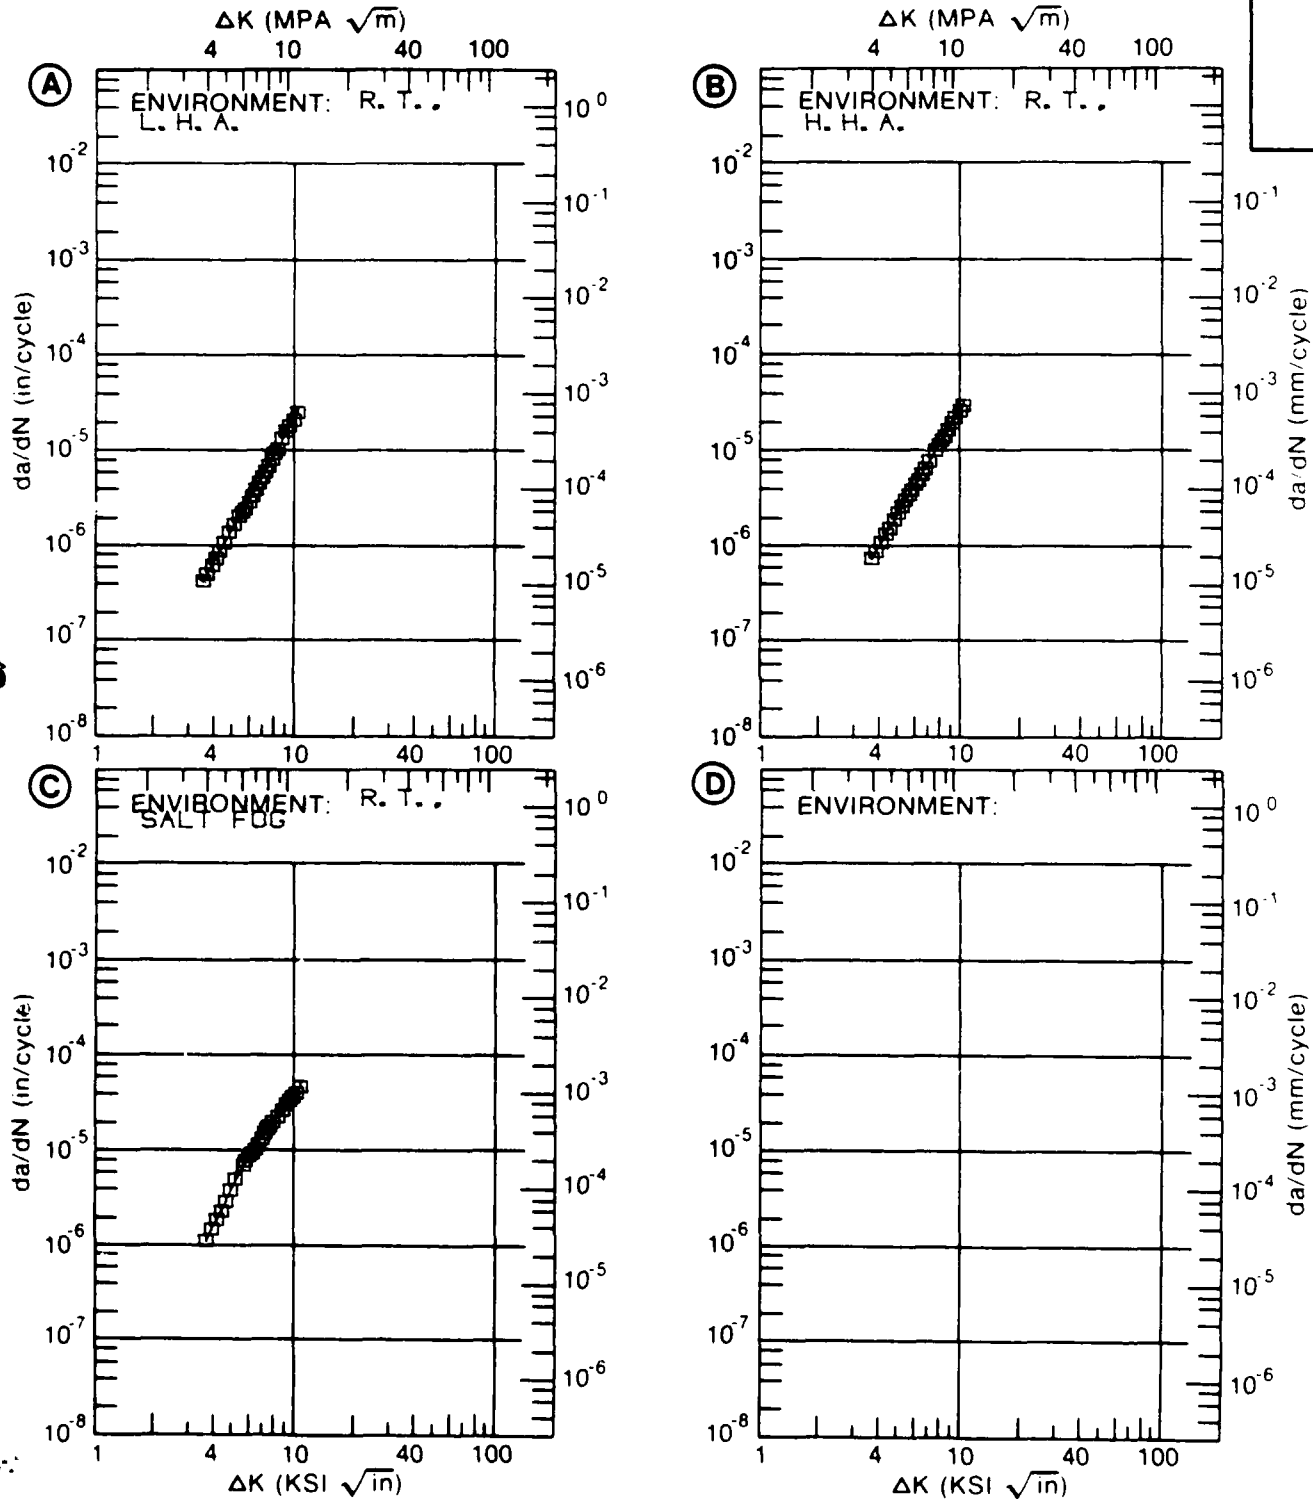 ΔK (MPA √m)
4 10 40 100
ΔK (MPA √m)
4 10 40 100
A
ENVIRONMENT: R. T. ,
L. H. A.
da/dN (in/cycle)
10⁻²
10⁻³
10⁻⁴
10⁻⁵
10⁻⁶
10⁻⁷
10⁻⁸
10⁰
10⁻¹
10⁻²
10⁻³
10⁻⁴
10⁻⁵
10⁻⁶
1 4 10 40 100
B
ENVIRONMENT: R. T. ,
H. H. A.
10⁻²
10⁻³
10⁻⁴
10⁻⁵
10⁻⁶
10⁻⁷
10⁻⁸
10⁻¹
10⁻²
10⁻³
10⁻⁴
10⁻⁵
10⁻⁶
da/dN (mm/cycle)
1 4 10 40 100
C
ENVIRONMENT: R. T. ,
SALT FOG
da/dN (in/cycle)
10⁻²
10⁻³
10⁻⁴
10⁻⁵
10⁻⁶
10⁻⁷
10⁻⁸
10⁰
10⁻¹
10⁻²
10⁻³
10⁻⁴
10⁻⁵
10⁻⁶
1 4 10 40 100
ΔK (KSI √in)
D
ENVIRONMENT:
10⁻²
10⁻³
10⁻⁴
10⁻⁵
10⁻⁶
10⁻⁷
10⁻⁸
10⁰
10⁻¹
10⁻²
10⁻³
10⁻⁴
10⁻⁵
10⁻⁶
da/dN (mm/cycle)
1 4 10 40 100
ΔK (KSI √in)